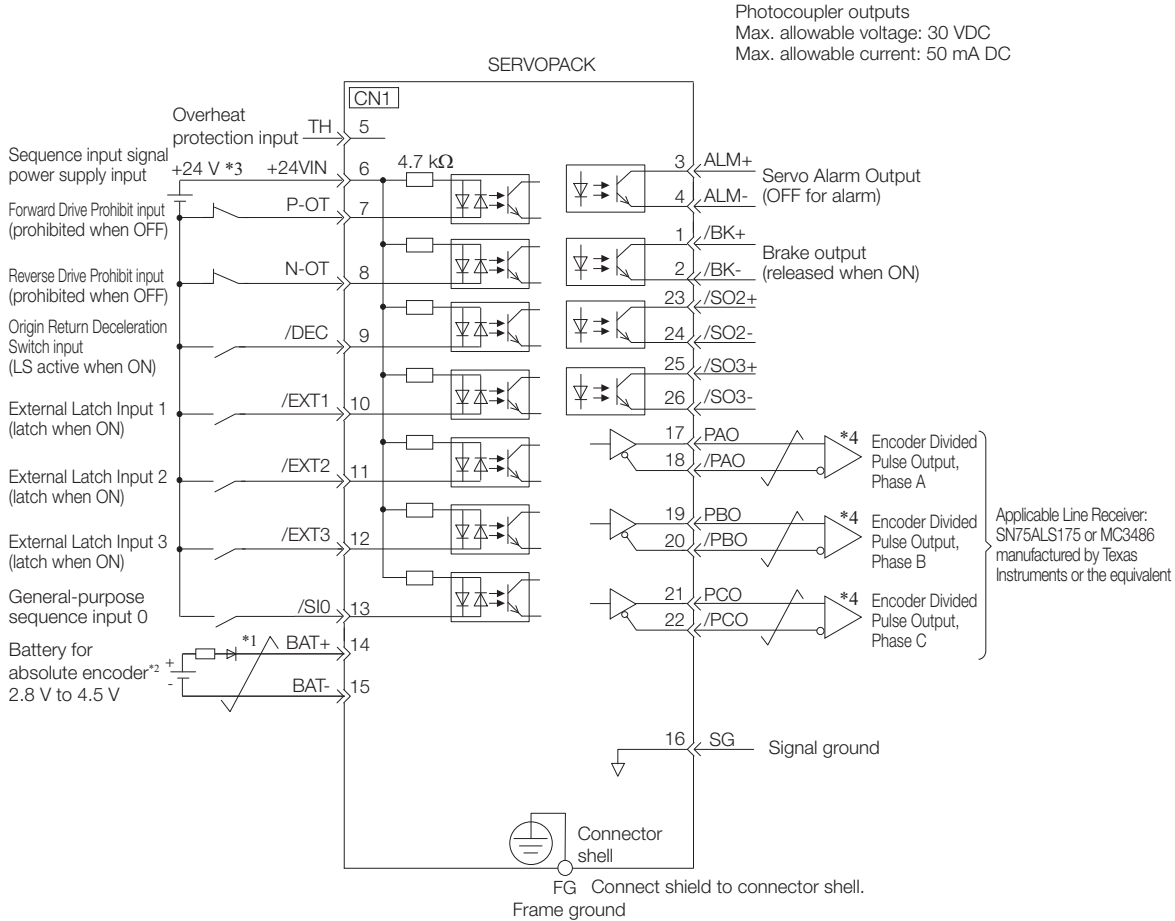 Photocoupler outputs
Max. allowable voltage: 30 VDC
Max. allowable current: 50 mA DC
SERVOPACK
CN1
Overheat
protection input
TH
5
Sequence input signal
power supply input
+24 V *3
+24VIN
6
4.7 kΩ
Forward Drive Prohibit input
(prohibited when OFF)
P-OT
7
Reverse Drive Prohibit input
(prohibited when OFF)
N-OT
8
Origin Return Deceleration
Switch input
(LS active when ON)
/DEC
9
External Latch Input 1
(latch when ON)
/EXT1
10
External Latch Input 2
(latch when ON)
/EXT2
11
External Latch Input 3
(latch when ON)
/EXT3
12
General-purpose
sequence input 0
/SI0
13
Battery for
absolute encoder*2
2.8 V to 4.5 V
+
-
*1
BAT+
14
BAT-
15
3 ALM+
4 ALM-
Servo Alarm Output
(OFF for alarm)
1 /BK+
2 /BK-
Brake output
(released when ON)
23 /SO2+
24 /SO2-
25 /SO3+
26 /SO3-
17 PAO
18 /PAO
*4
Encoder Divided
Pulse Output,
Phase A
19 PBO
20 /PBO
*4
Encoder Divided
Pulse Output,
Phase B
21 PCO
22 /PCO
*4
Encoder Divided
Pulse Output,
Phase C
Applicable Line Receiver:
SN75ALS175 or MC3486
manufactured by Texas
Instruments or the equivalent
16 SG
Signal ground
Connector
shell
FG Connect shield to connector shell.
Frame ground